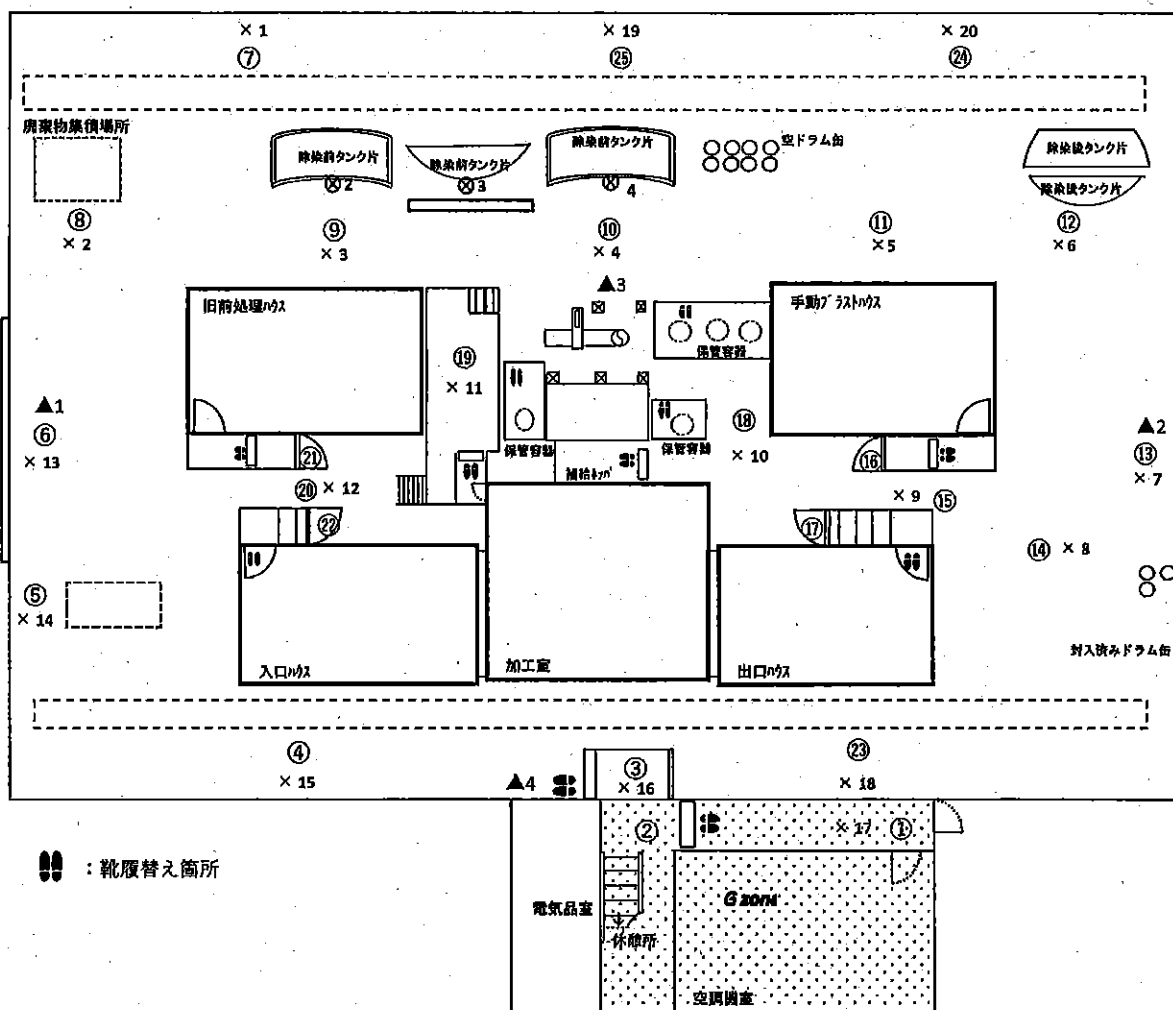 × 1
× 19
× 20
⑦
㉕
㉔
廃棄物集積場所
除染前タンク片
除染前タンク片
除染前タンク片
空ドラム缶
除染後タンク片
除染後タンク片
2
3
4
⑧
⑨
⑩
⑪
⑫
× 2
× 3
× 4
× 5
× 6
▲3
旧前処理ハウス
手動ブラストハウス
保管容器
⑲
× 11
▲1
⑥
× 13
⑱
× 10
▲2
⑬
× 7
保管容器
補給ホッパ
保管容器
㉑
⑯
⑳
× 12
× 9
⑮
㉒
⑰
⑭
× 8
⑤
× 14
封入済みドラム缶
入口ハウス
加工室
出口ハウス
④
③
㉓
× 15
▲4
× 16
× 18
②
× 17
①
:靴履替え箇所
電気品室
G zone
休憩所
空調機室